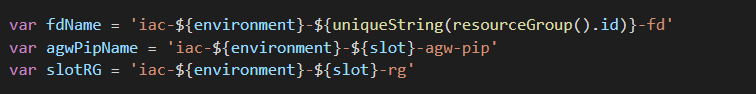 var fdName = 'iac-${environment}-${uniqueString(resourceGroup().id)}-fd'
var agwPipName = 'iac-${environment}-${slot}-agw-pip'
var slotRG = 'iac-${environment}-${slot}-rg'